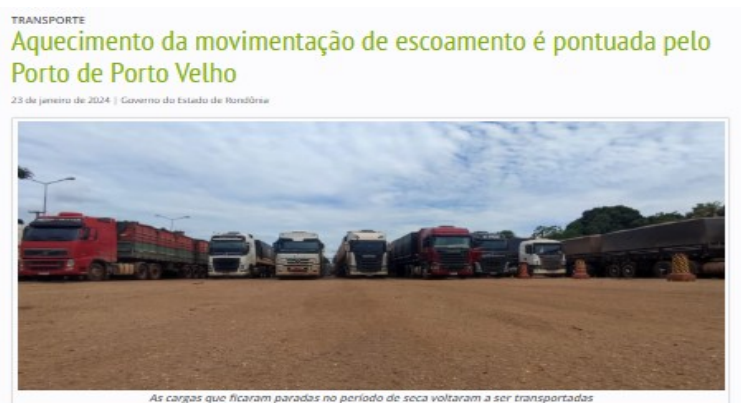 TRANSPORTE
Aquecimento da movimentação de escoamento é pontuada pelo
Porto de Porto Velho
23 de janeiro de 2024 | Governo do Estado de Rondônia
As cargas que ficaram paradas no período de seca voltaram a ser transportadas